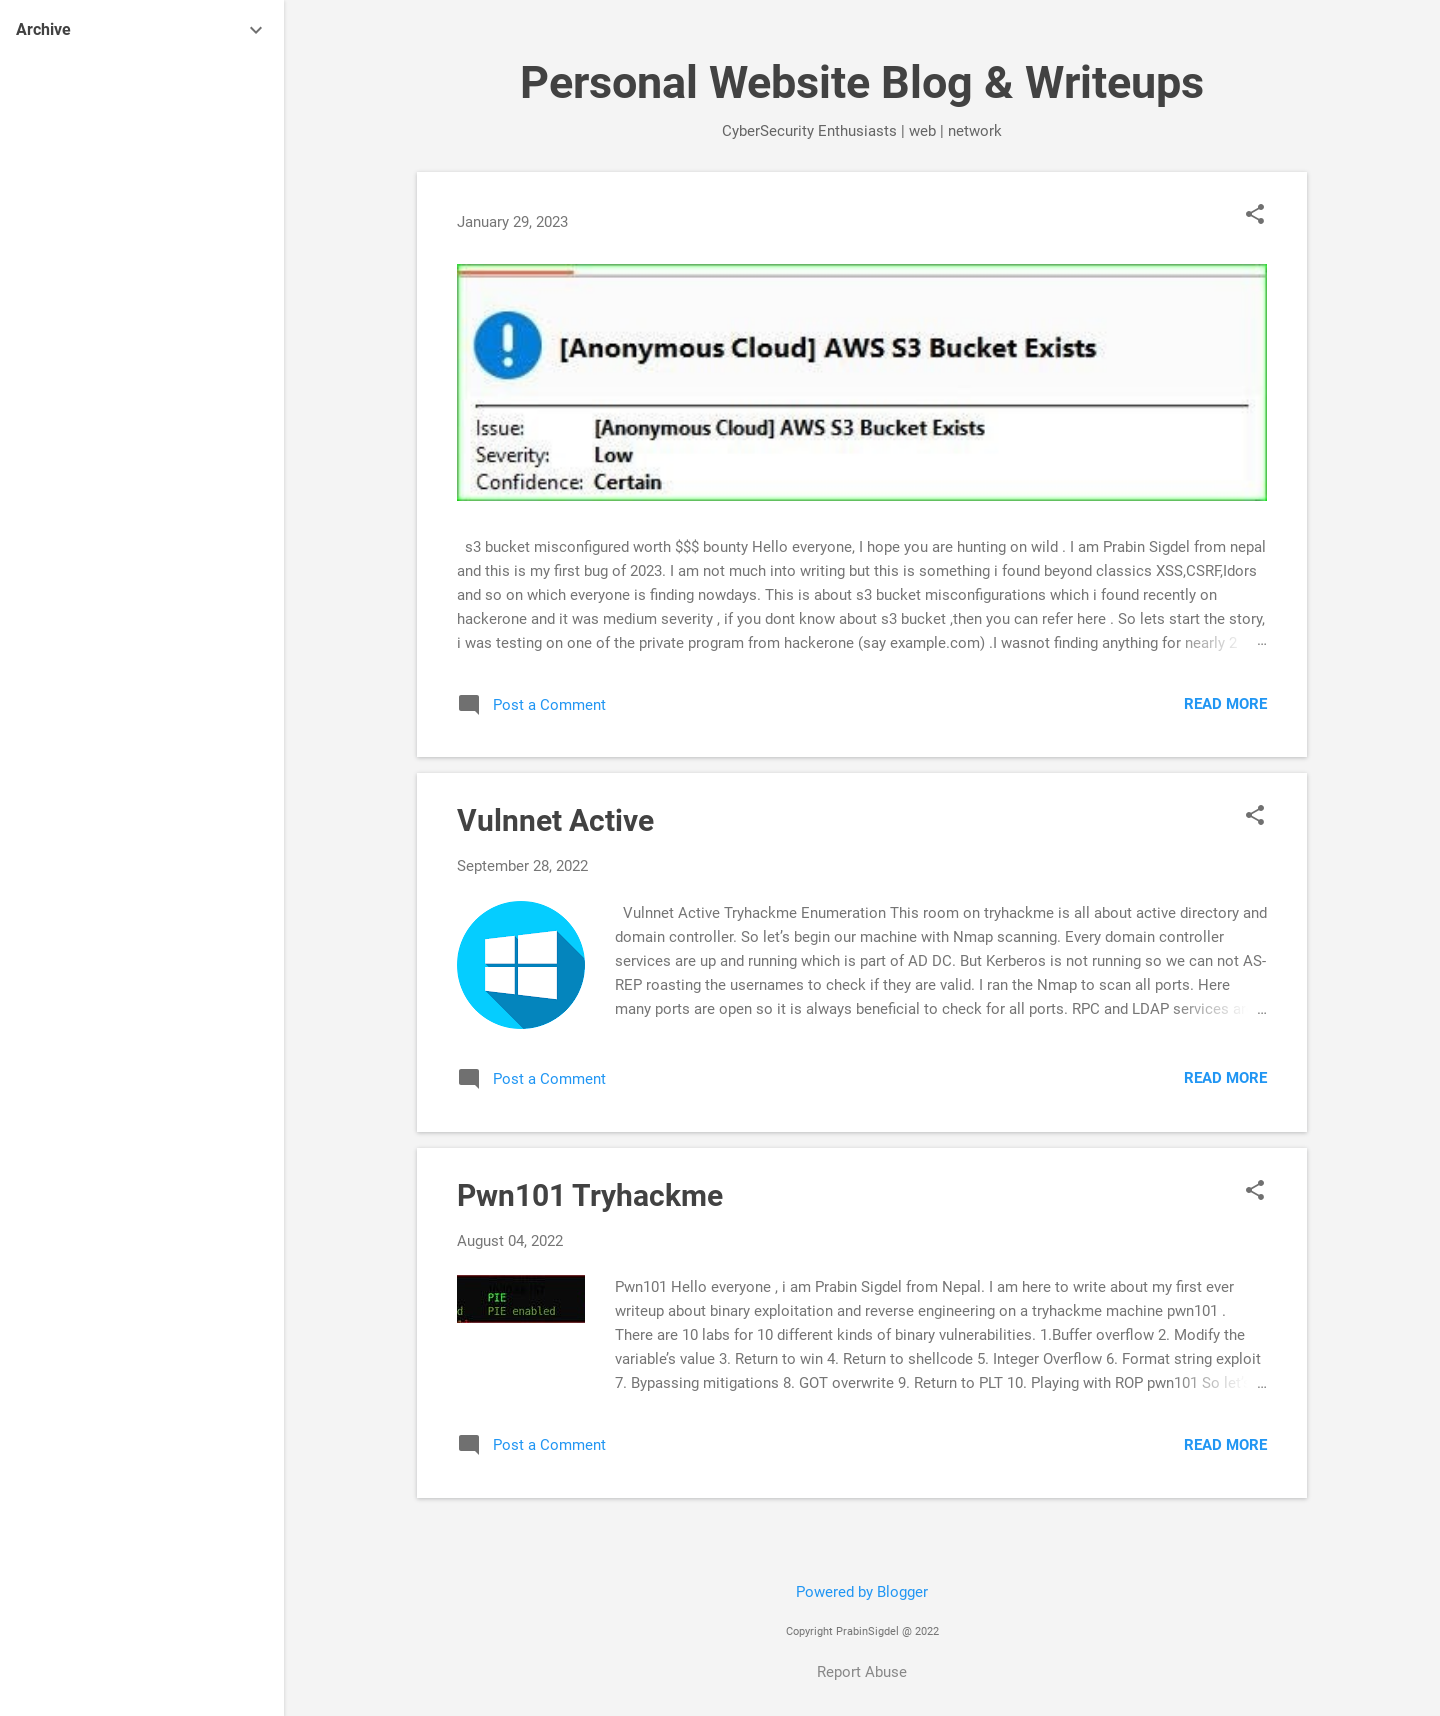 Archive
Personal Website Blog & Writeups
CyberSecurity Enthusiasts | web | network
January 29, 2023
[Anonymous Cloud] AWS S3 Bucket Exists
Issue: [Anonymous Cloud] AWS S3 Bucket Exists
Severity: Low
Confidence: Certain
s3 bucket misconfigured worth $$$ bounty Hello everyone, I hope you are hunting on wild . I am Prabin Sigdel from nepal
and this is my first bug of 2023. I am not much into writing but this is something i found beyond classics XSS,CSRF,Idors
and so on which everyone is finding nowdays. This is about s3 bucket misconfigurations which i found recently on
hackerone and it was medium severity , if you dont know about s3 bucket ,then you can refer here . So lets start the story,
i was testing on one of the private program from hackerone (say example.com) .I wasnot finding anything for nearly 2 ...
Post a Comment
READ MORE
Vulnnet Active
September 28, 2022
Vulnnet Active Tryhackme Enumeration This room on tryhackme is all about active directory and
domain controller. So let’s begin our machine with Nmap scanning. Every domain controller
services are up and running which is part of AD DC. But Kerberos is not running so we can not AS-
REP roasting the usernames to check if they are valid. I ran the Nmap to scan all ports. Here
many ports are open so it is always beneficial to check for all ports. RPC and LDAP services ...
Post a Comment
READ MORE
Pwn101 Tryhackme
August 04, 2022
PIE
d PIE enabled
Pwn101 Hello everyone , i am Prabin Sigdel from Nepal. I am here to write about my first ever
writeup about binary exploitation and reverse engineering on a tryhackme machine pwn101 .
There are 10 labs for 10 different kinds of binary vulnerabilities. 1.Buffer overflow 2. Modify the
variable’s value 3. Return to win 4. Return to shellcode 5. Integer Overflow 6. Format string exploit
7. Bypassing mitigations 8. GOT overwrite 9. Return to PLT 10. Playing with ROP pwn101 So ...
Post a Comment
READ MORE
Powered by Blogger
Copyright PrabinSigdel @ 2022
Report Abuse